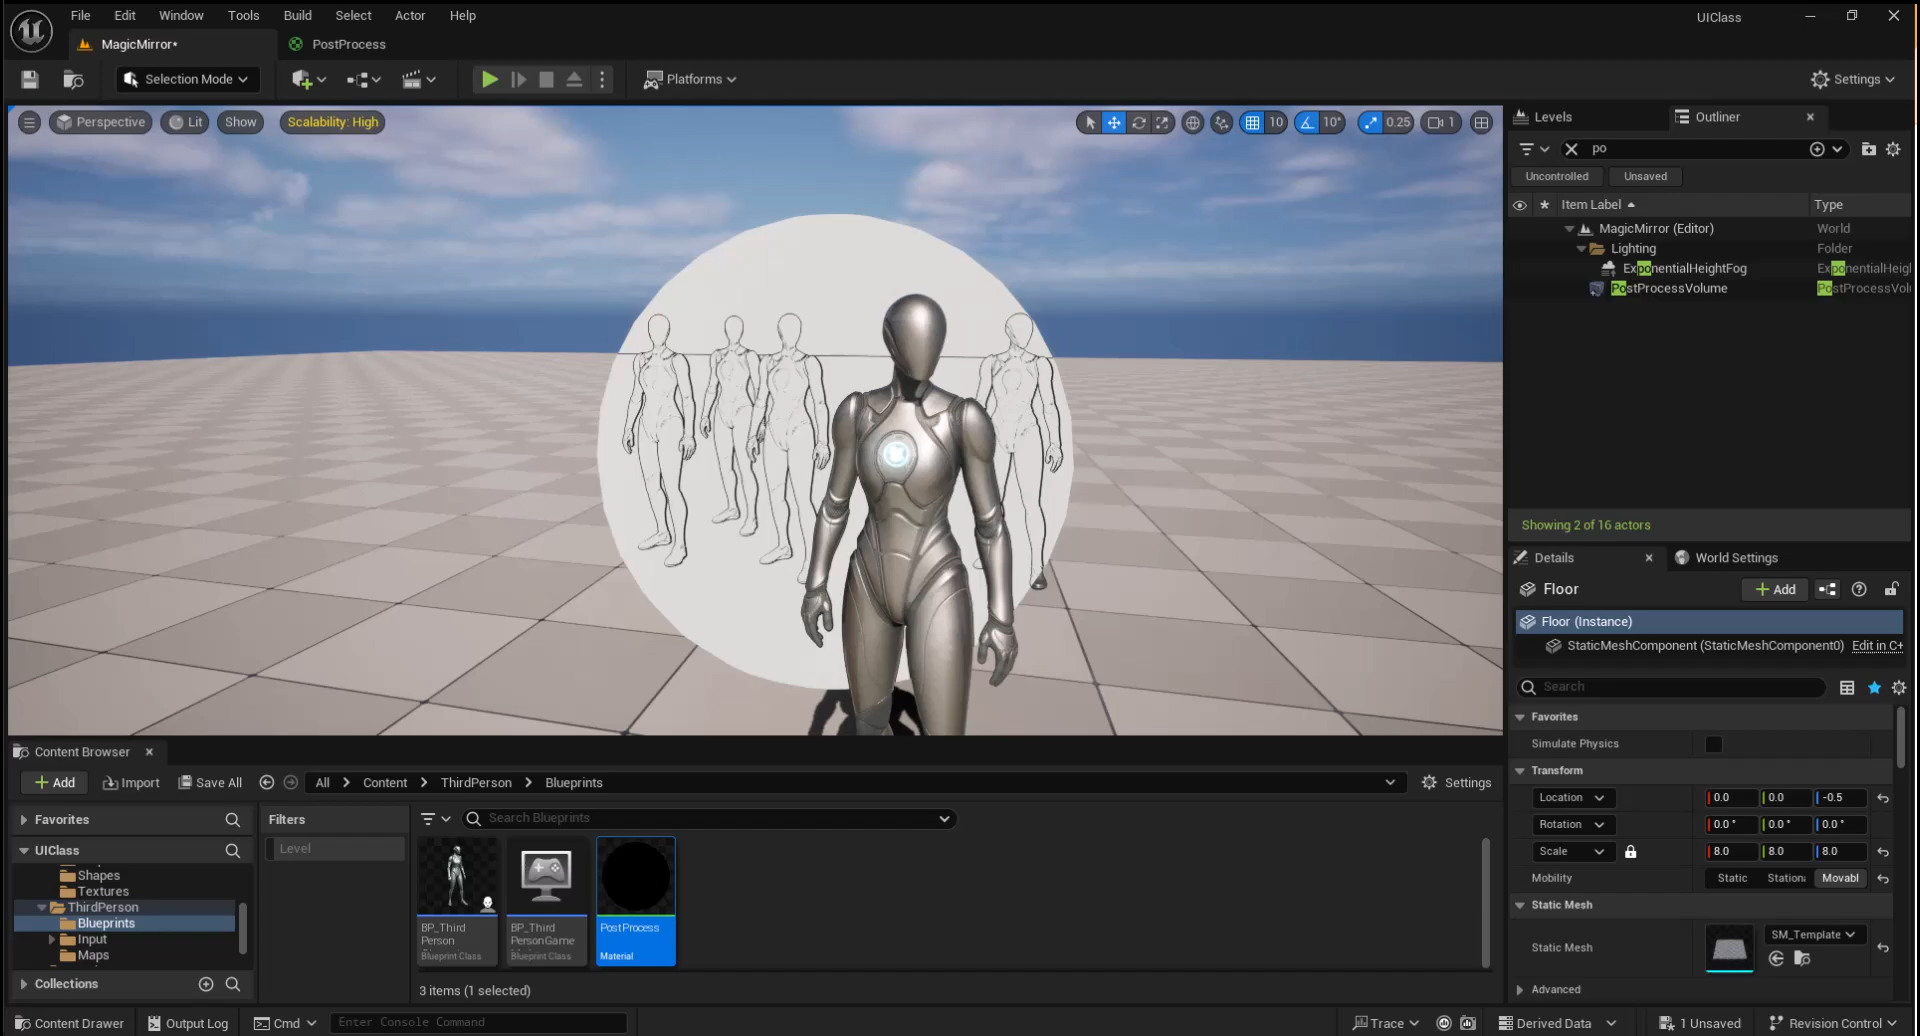 File Edit Window Tools Build Select Actor Help UIClass
MagicMirror* PostProcess
Selection Mode Platforms Settings
Perspective Lit Show Scalability: High 10 10° 0.25 1
Levels Outliner
po
Uncontrolled Unsaved
Item Label Type
MagicMirror (Editor) World
Lighting Folder
ExponentialHeightFog ExponentialHeigl
PostProcessVolume PostProcessVolu
Showing 2 of 16 actors
Details World Settings
Floor Add
Floor (Instance)
StaticMeshComponent (StaticMeshComponent0) Edit in C+
Search
Favorites
Simulate Physics
Transform
Location 0.0 0.0 -0.5
Rotation 0.0 ° 0.0 ° 0.0 °
Scale 8.0 8.0 8.0
Mobility Static Station Movabl
Static Mesh
Static Mesh SM_Template
Advanced
Content Browser
Add Import Save All All Content ThirdPerson Blueprints Settings
Favorites
UIClass
Shapes
Textures
ThirdPerson
Blueprints
Input
Maps
Collections
Filters
Level
Search Blueprints
BP_Third
Person
Blueprint Class
BP_Third
PersonGame
Blueprint Class
PostProcess
Material
3 items (1 selected)
Content Drawer Output Log Cmd Enter Console Command Trace Derived Data 1 Unsaved Revision Control